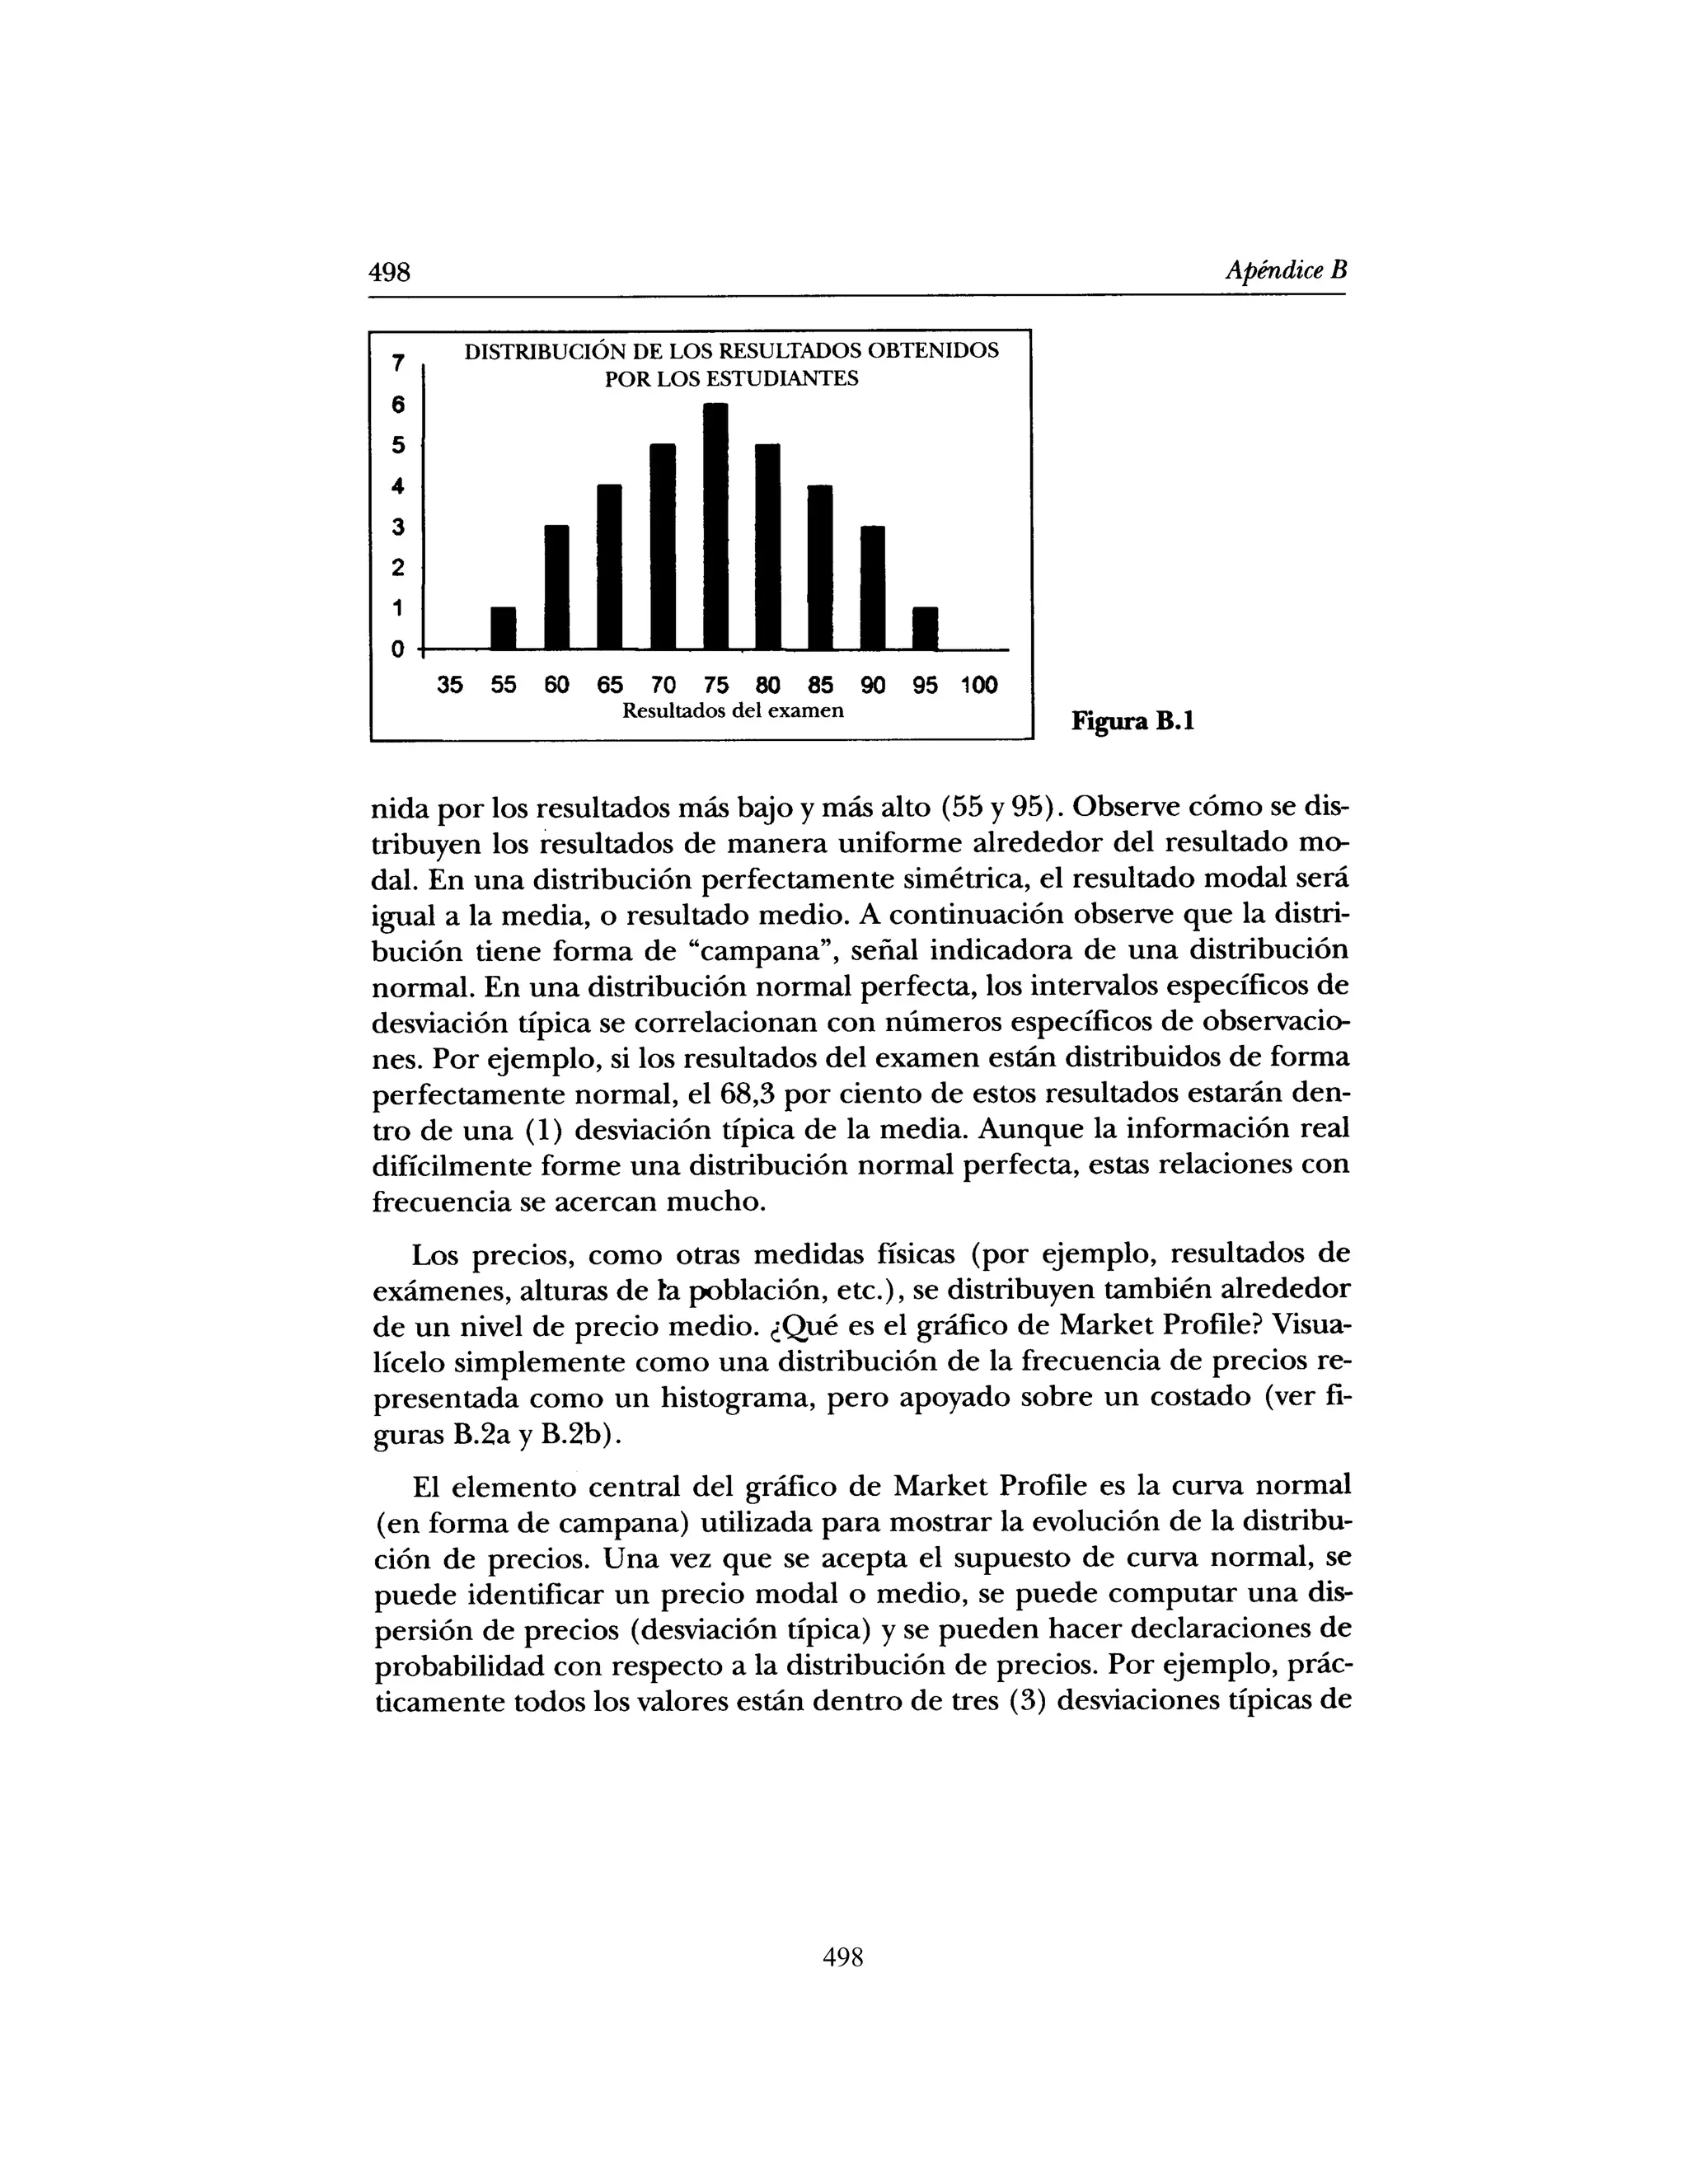 498 Apéndice B
DISTRIBUCIÓN DE LOS RESULTADOS OBTENIDOS
POR LOS ESTUDIANTES
7
6
5
4
3
2
1
0
35 55 60 65 70 75 80 85 90 95 100
Resultados del examen
Figura B.1
nida por los resultados más bajo y más alto (55 y 95). Observe cómo se dis-
tribuyen los resultados de manera uniforme alrededor del resultado mo-
dal. En una distribución perfectamente simétrica, el resultado modal será
igual a la media, o resultado medio. A continuación observe que la distri-
bución tiene forma de “campana”, señal indicadora de una distribución
normal. En una distribución normal perfecta, los intervalos específicos de
desviación típica se correlacionan con números específicos de observacio-
nes. Por ejemplo, si los resultados del examen están distribuidos de forma
perfectamente normal, el 68,3 por ciento de estos resultados estarán den-
tro de una (1) desviación típica de la media. Aunque la información real
difícilmente forme una distribución normal perfecta, estas relaciones con
frecuencia se acercan mucho.
Los precios, como otras medidas físicas (por ejemplo, resultados de
exámenes, alturas de la población, etc.), se distribuyen también alrededor
de un nivel de precio medio. ¿Qué es el gráfico de Market Profile? Visua-
lícelo simplemente como una distribución de la frecuencia de precios re-
presentada como un histograma, pero apoyado sobre un costado (ver fi-
guras B.2a y B.2b).
El elemento central del gráfico de Market Profile es la curva normal
(en forma de campana) utilizada para mostrar la evolución de la distribu-
ción de precios. Una vez que se acepta el supuesto de curva normal, se
puede identificar un precio modal o medio, se puede computar una dis-
persión de precios (desviación típica) y se pueden hacer declaraciones de
probabilidad con respecto a la distribución de precios. Por ejemplo, prác-
ticamente todos los valores están dentro de tres (3) desviaciones típicas de
498